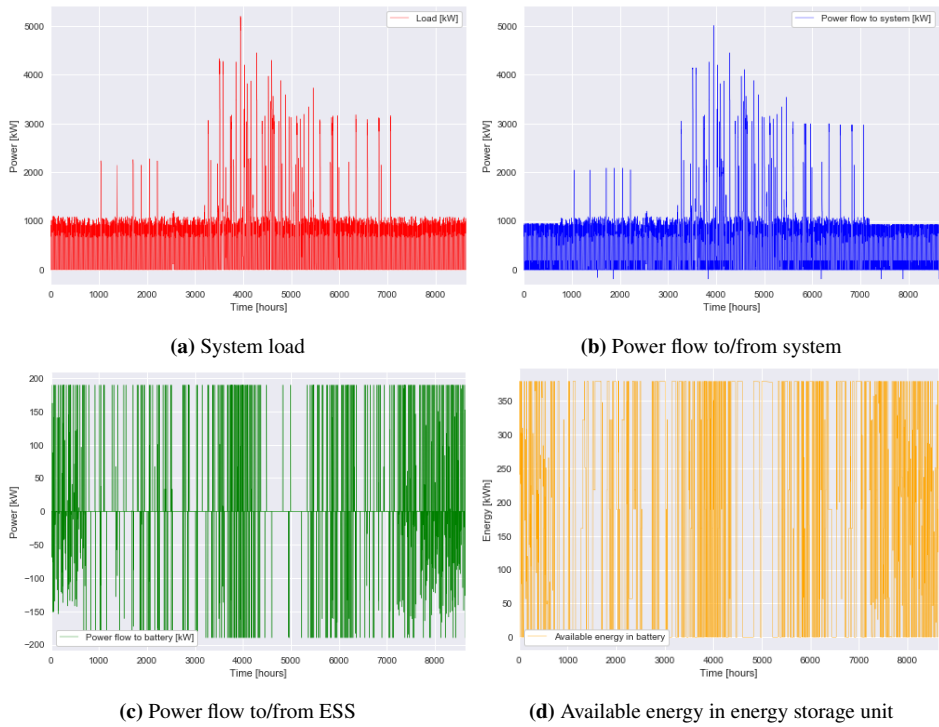 5000
4000
3000
2000
1000
0
Power [kW]
Load [kW]
0 1000 2000 3000 4000 5000 6000 7000 8000
Time [hours]
(a) System load
5000
4000
3000
2000
1000
0
Power [kW]
Power flow to system [kW]
0 1000 2000 3000 4000 5000 6000 7000 8000
Time [hours]
(b) Power flow to/from system
200
150
100
50
0
−50
−100
−150
−200
Power [kW]
Power flow to battery [kW]
0 1000 2000 3000 4000 5000 6000 7000 8000
Time [hours]
(c) Power flow to/from ESS
350
300
250
200
150
100
50
0
Energy [kWh]
Available energy in battery
0 1000 2000 3000 4000 5000 6000 7000 8000
Time [hours]
(d) Available energy in energy storage unit